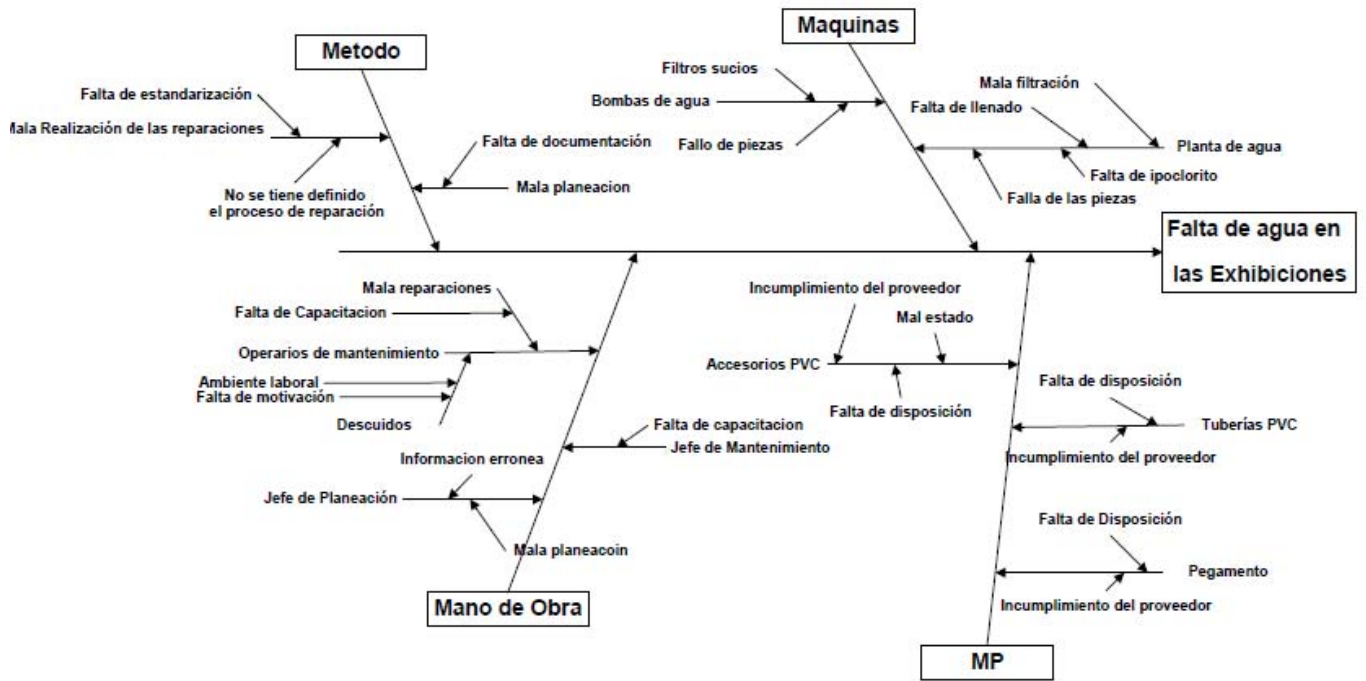 Metodo
Maquinas
Filtros sucios
Mala filtración
Falta de estandarización
Bombas de agua
Falta de llenado
Mala Realización de las reparaciones
Falta de documentación
Fallo de piezas
Planta de agua
Mala planeacion
Falta de ipoclorito
No se tiene definido
el proceso de reparación
Falla de las piezas
Falta de agua en
las Exhibiciones
Mala reparaciones
Incumplimiento del proveedor
Falta de Capacitacion
Mal estado
Operarios de mantenimiento
Accesorios PVC
Ambiente laboral
Falta de disposición
Falta de motivación
Falta de disposición
Descuidos
Falta de capacitacion
Tuberías PVC
Jefe de Mantenimiento
Informacion erronea
Incumplimiento del proveedor
Jefe de Planeación
Falta de Disposición
Mala planeacoin
Pegamento
Mano de Obra
Incumplimiento del proveedor
MP